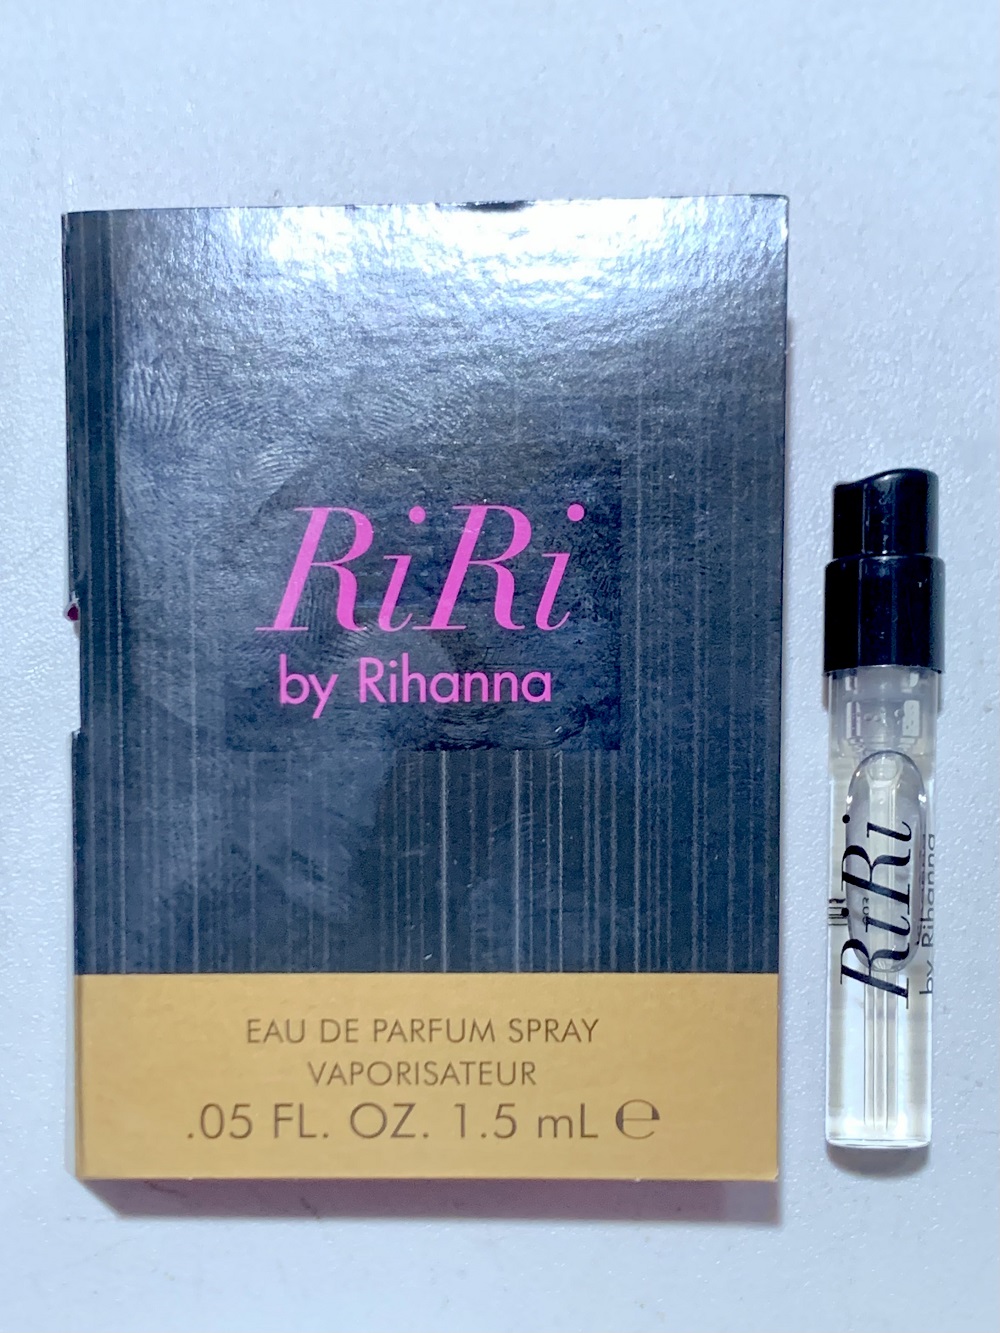 RiRi
by Rihanna
EAU DE PARFUM SPRAY
VAPORISATEUR
.05 FL. OZ. 1.5 mL ℮
RiRi
by Rihanna